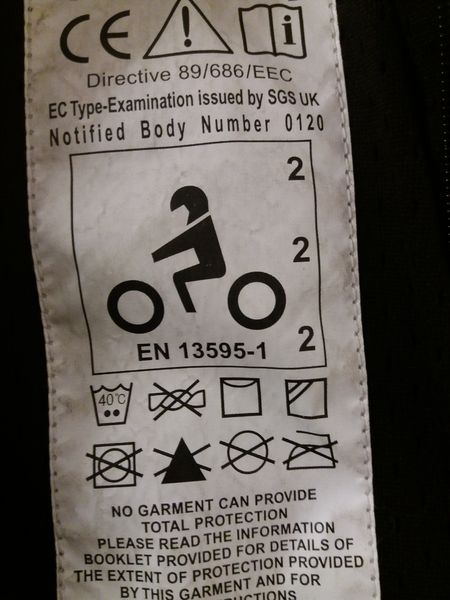 CE ! i
Directive 89/686/EEC
EC Type-Examination issued by SGS UK
Notified Body Number 0120
2
2
2
EN 13595-1
40°C
NO GARMENT CAN PROVIDE
TOTAL PROTECTION
PLEASE READ THE INFORMATION
BOOKLET PROVIDED FOR DETAILS OF
THE EXTENT OF PROTECTION PROVIDED
BY THIS GARMENT AND FOR